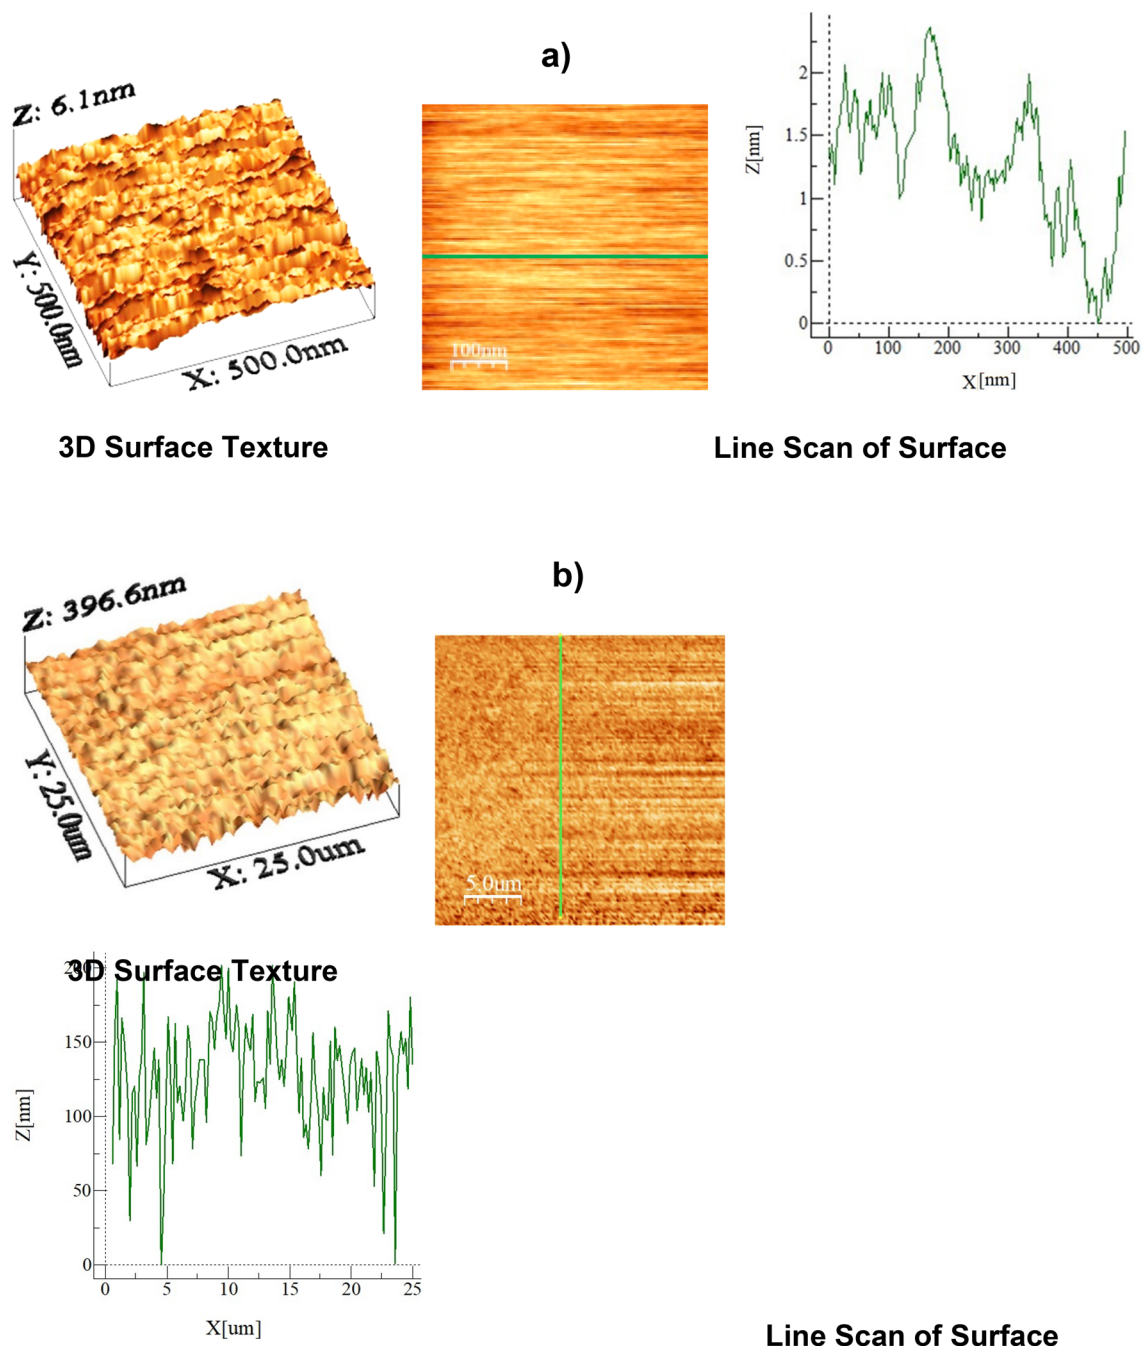 a)
Z: 6.1nm
Y: 500.0nm
X: 500.0nm
100nm
Z[nm]
2
1.5
1
0.5
0
0 100 200 300 400 500
X[nm]
3D Surface Texture
Line Scan of Surface
b)
Z: 396.6nm
Y: 25.0um
X: 25.0um
5.0um
3D Surface Texture
Z[nm]
200
150
100
50
0
0 5 10 15 20 25
X[um]
Line Scan of Surface